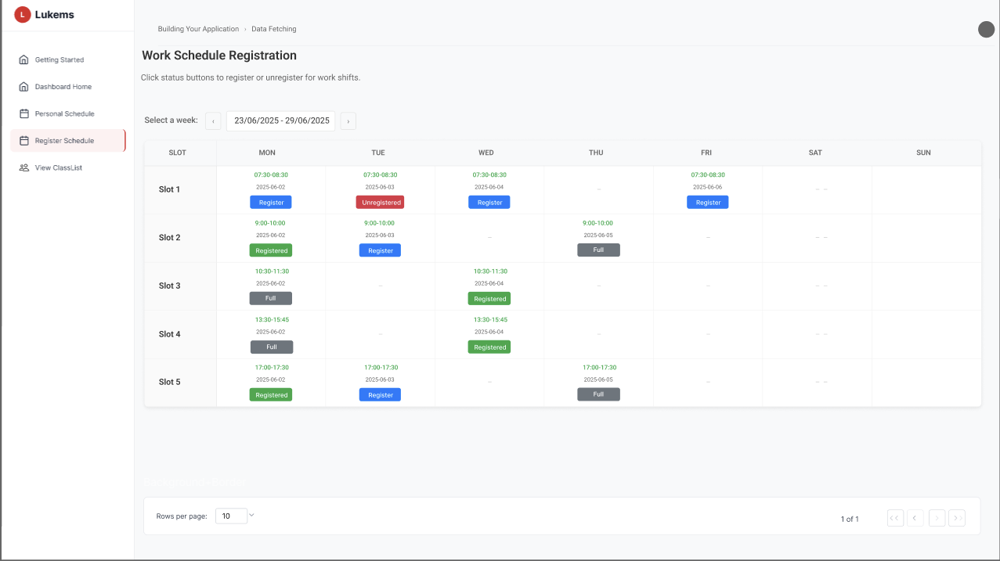 L Lukems
Building Your Application › Data Fetching
Getting Started
Dashboard Home
Personal Schedule
Register Schedule
View ClassList
Work Schedule Registration
Click status buttons to register or unregister for work shifts.
Select a week: ‹ 23/06/2025 - 29/06/2025 ›
SLOT MON TUE WED THU FRI SAT SUN
07:30-08:30 07:30-08:30 07:30-08:30 07:30-08:30
Slot 1 2025-06-02 2025-06-03 2025-06-04 – 2025-06-06 – –
Register Unregistered Register Register
9:00-10:00 9:00-10:00 9:00-10:00
Slot 2 2025-06-02 2025-06-03 – 2025-06-05 – – –
Registered Register Full
10:30-11:30 10:30-11:30
Slot 3 2025-06-02 – 2025-06-04 – – – –
Full Registered
13:30-15:45 13:30-15:45
Slot 4 2025-06-02 – 2025-06-04 – – – –
Full Registered
17:00-17:30 17:00-17:30 17:00-17:30
Slot 5 2025-06-02 2025-06-03 – 2025-06-05 – – –
Registered Register Full
Rows per page: 10
1 of 1